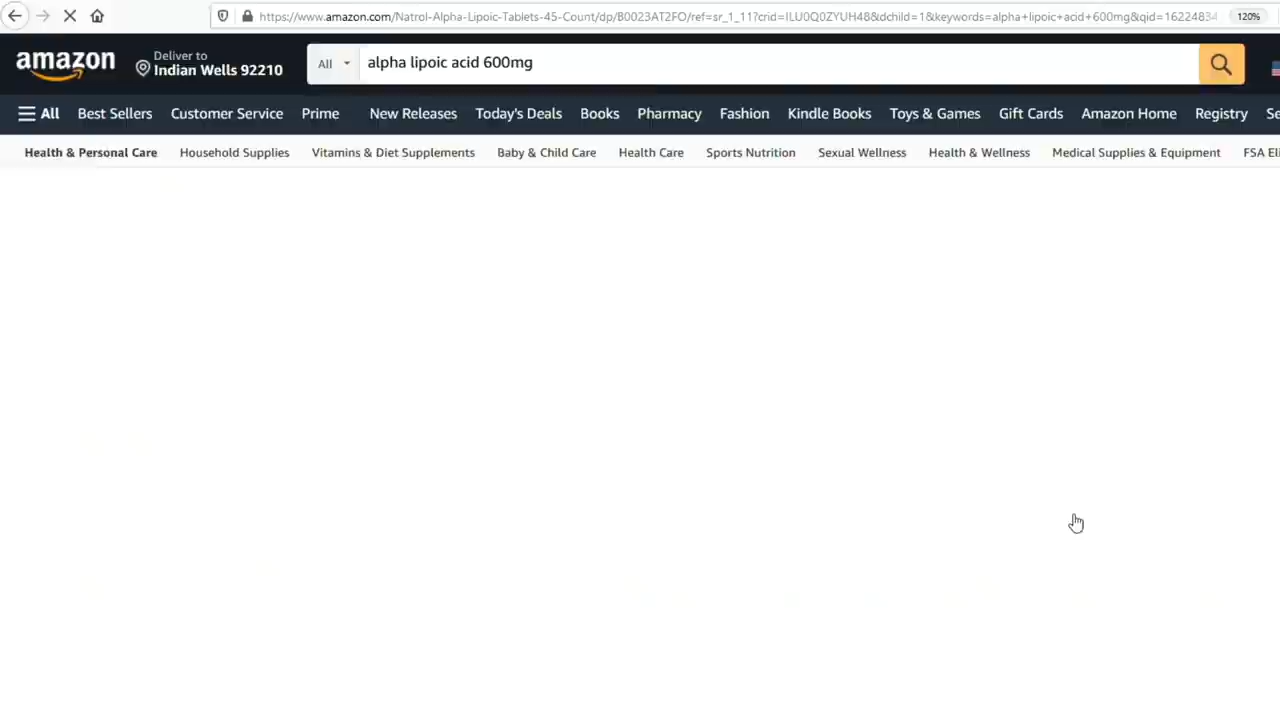 https://www.amazon.com/Natrol-Alpha-Lipoic-Tablets-45-Count/dp/B0023AT2FO/ref=sr_1_11?crid=ILU0Q0ZYUH48&dchild=1&keywords=alpha+lipoic+acid+600mg&qid=16224834 120%
amazon Deliver to Indian Wells 92210 All alpha lipoic acid 600mg
All Best Sellers Customer Service Prime New Releases Today's Deals Books Pharmacy Fashion Kindle Books Toys & Games Gift Cards Amazon Home Registry Se
Health & Personal Care Household Supplies Vitamins & Diet Supplements Baby & Child Care Health Care Sports Nutrition Sexual Wellness Health & Wellness Medical Supplies & Equipment FSA Eli